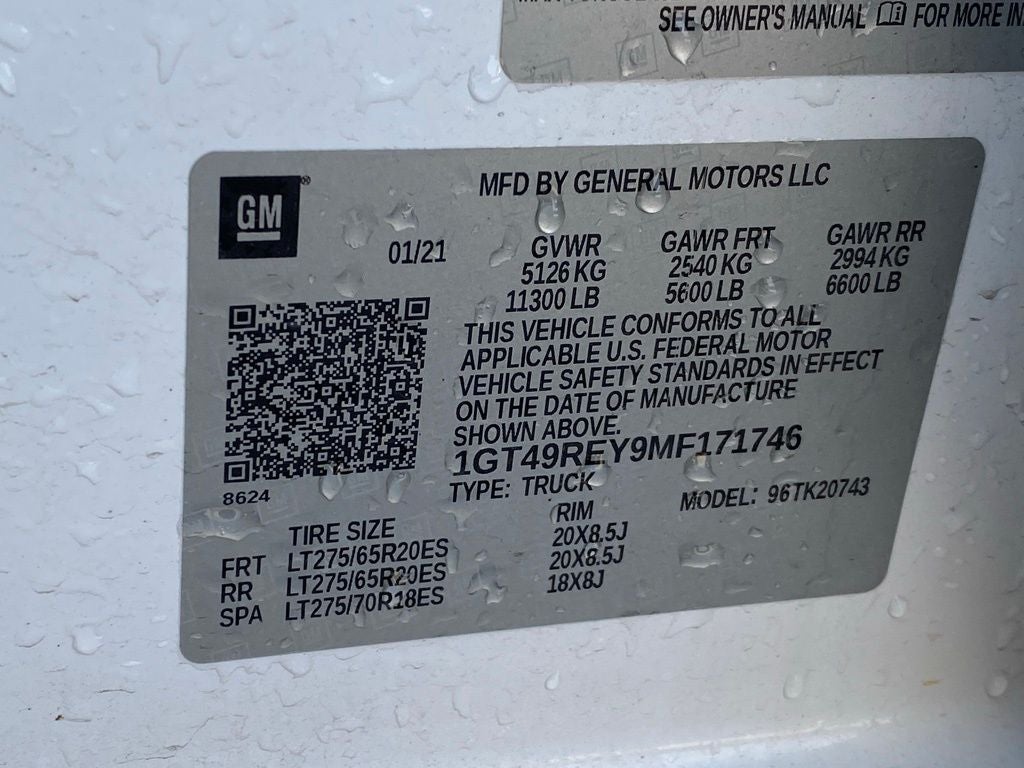 SEE OWNER'S MANUAL FOR MORE IN
GM
MFD BY GENERAL MOTORS LLC
01/21
GVWR GAWR FRT GAWR RR
5126 KG 2540 KG 2994 KG
11300 LB 5600 LB 6600 LB
THIS VEHICLE CONFORMS TO ALL
APPLICABLE U.S. FEDERAL MOTOR
VEHICLE SAFETY STANDARDS IN EFFECT
ON THE DATE OF MANUFACTURE
SHOWN ABOVE.
1GT49REY9MF171746
8624
TYPE: TRUCK MODEL: 96TK20743
TIRE SIZE RIM
FRT LT275/65R20ES 20X8.5J
RR LT275/65R20ES 20X8.5J
SPA LT275/70R18ES 18X8J